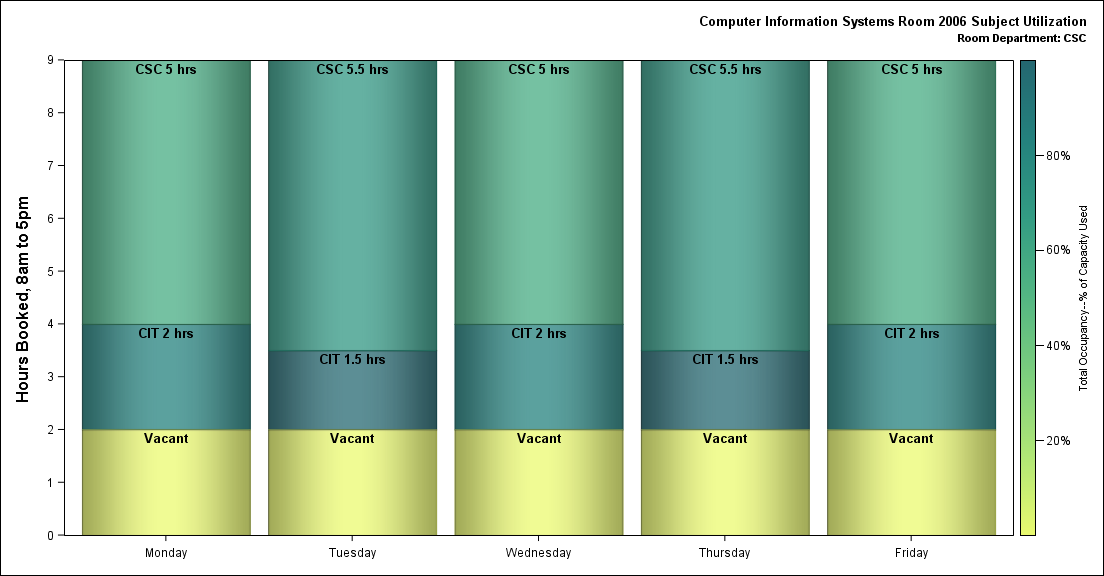 Computer Information Systems Room 2006 Subject Utilization
Room Department: CSC
Hours Booked, 8am to 5pm
9
8
7
6
5
4
3
2
1
0
CSC 5 hrs
CSC 5.5 hrs
CSC 5 hrs
CSC 5.5 hrs
CSC 5 hrs
CIT 2 hrs
CIT 1.5 hrs
CIT 2 hrs
CIT 1.5 hrs
CIT 2 hrs
Vacant
Vacant
Vacant
Vacant
Vacant
Monday
Tuesday
Wednesday
Thursday
Friday
80%
60%
40%
20%
Total Occupancy--% of Capacity Used